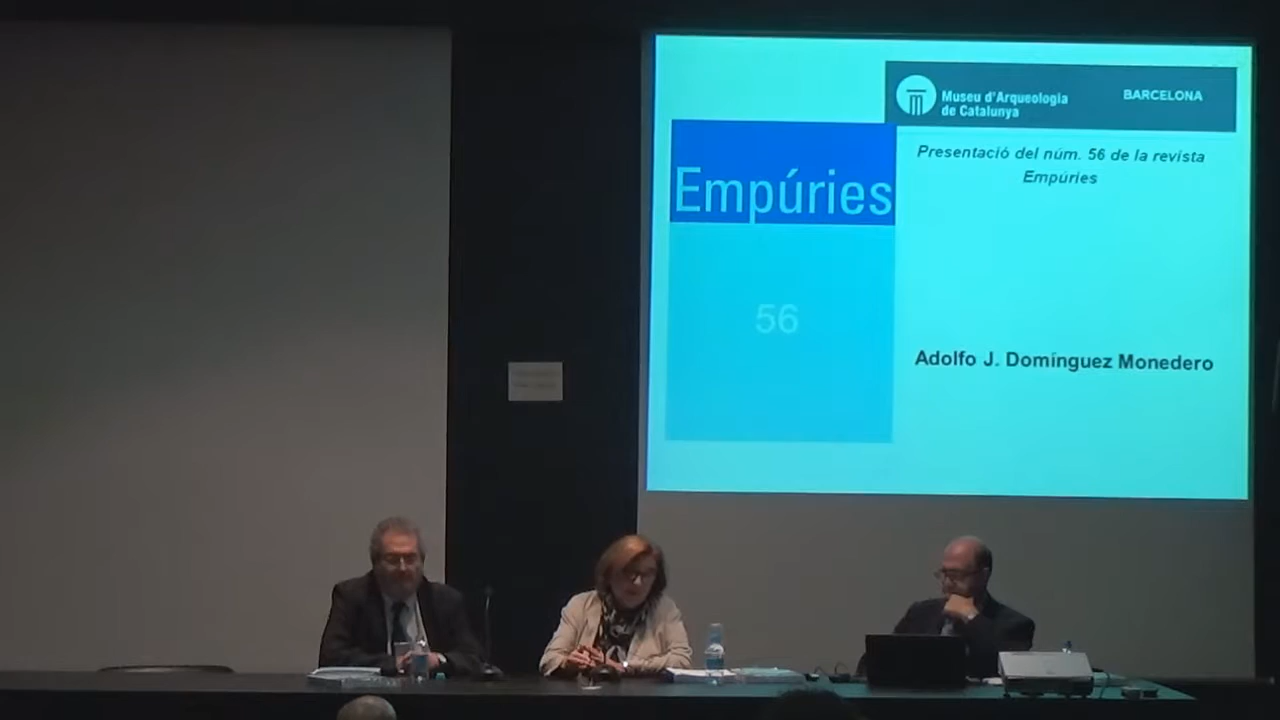 Museu d'Arqueologia
de Catalunya
BARCELONA
Presentació del núm. 56 de la revista
Empúries
Empúries
56
Adolfo J. Domínguez Monedero